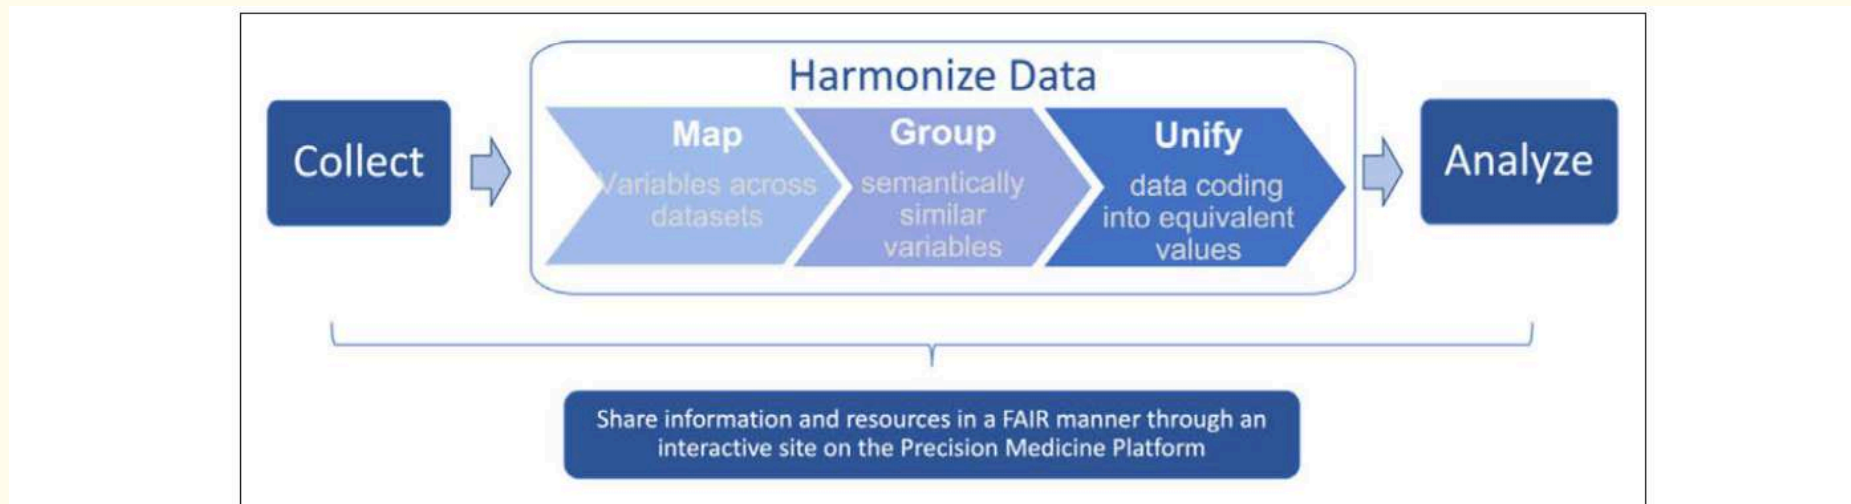 Harmonize Data
Collect
Map
Variables across
datasets
Group
semantically
similar
variables
Unify
data coding
into equivalent
values
Analyze
Share information and resources in a FAIR manner through an
interactive site on the Precision Medicine Platform